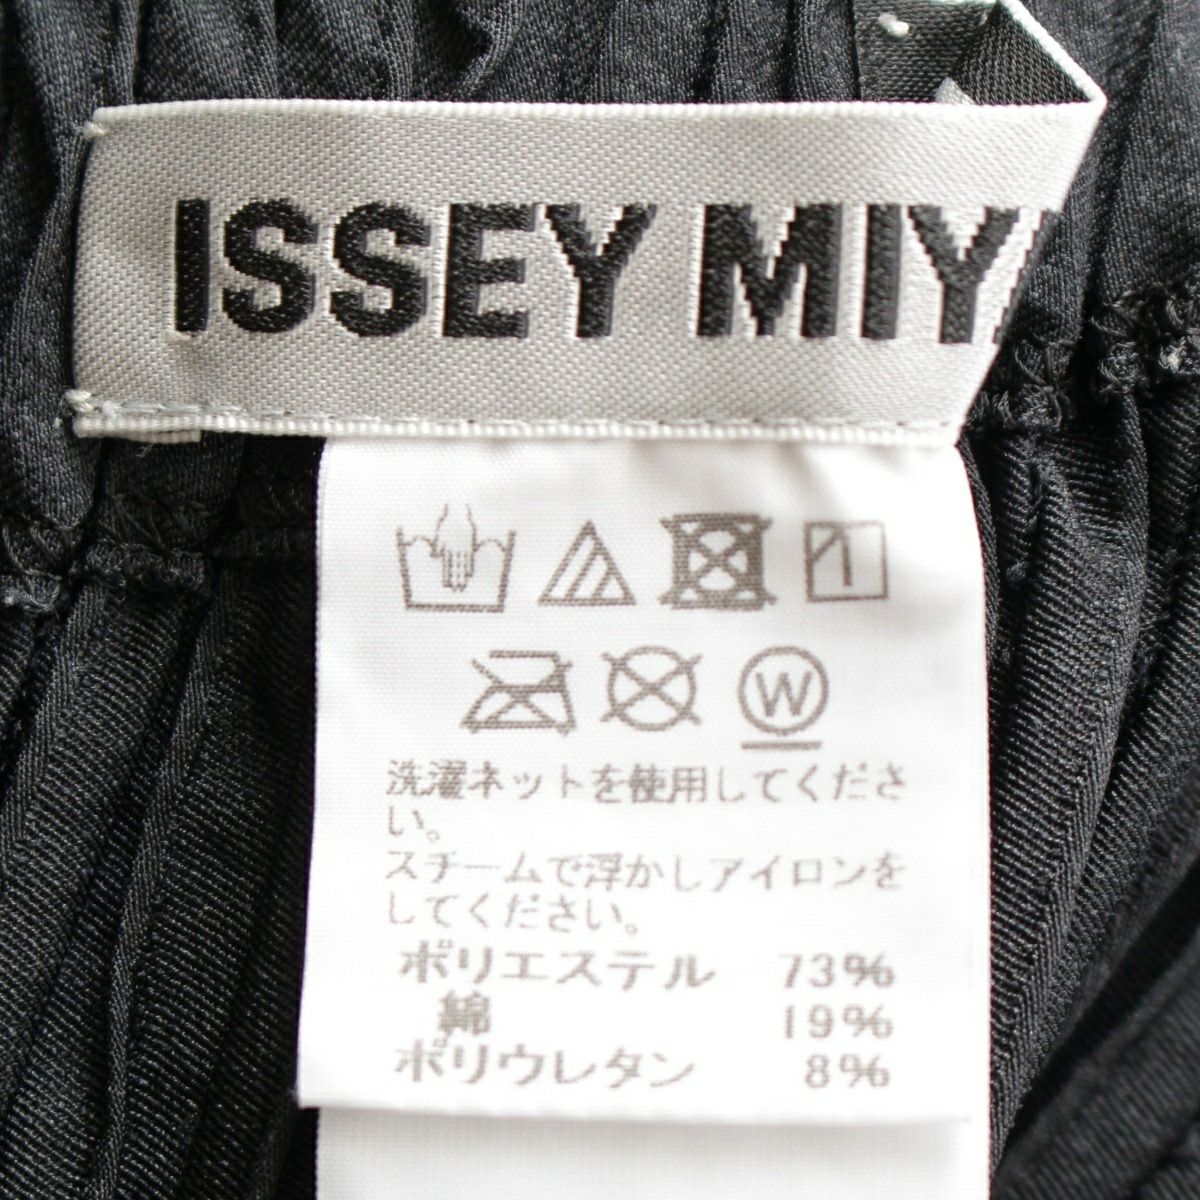 ISSEY MIY
W
洗濯ネットを使用してくださ
い。
スチームで浮かしアイロンを
してください。
ポリエステル 73%
綿 19%
ポリウレタン 8%